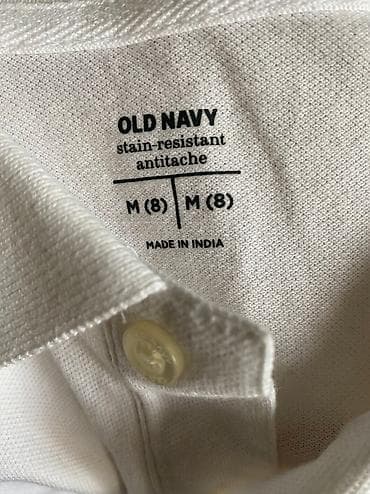 OLD NAVY
stain-resistant
antitache
M (8) M (8)
MADE IN INDIA